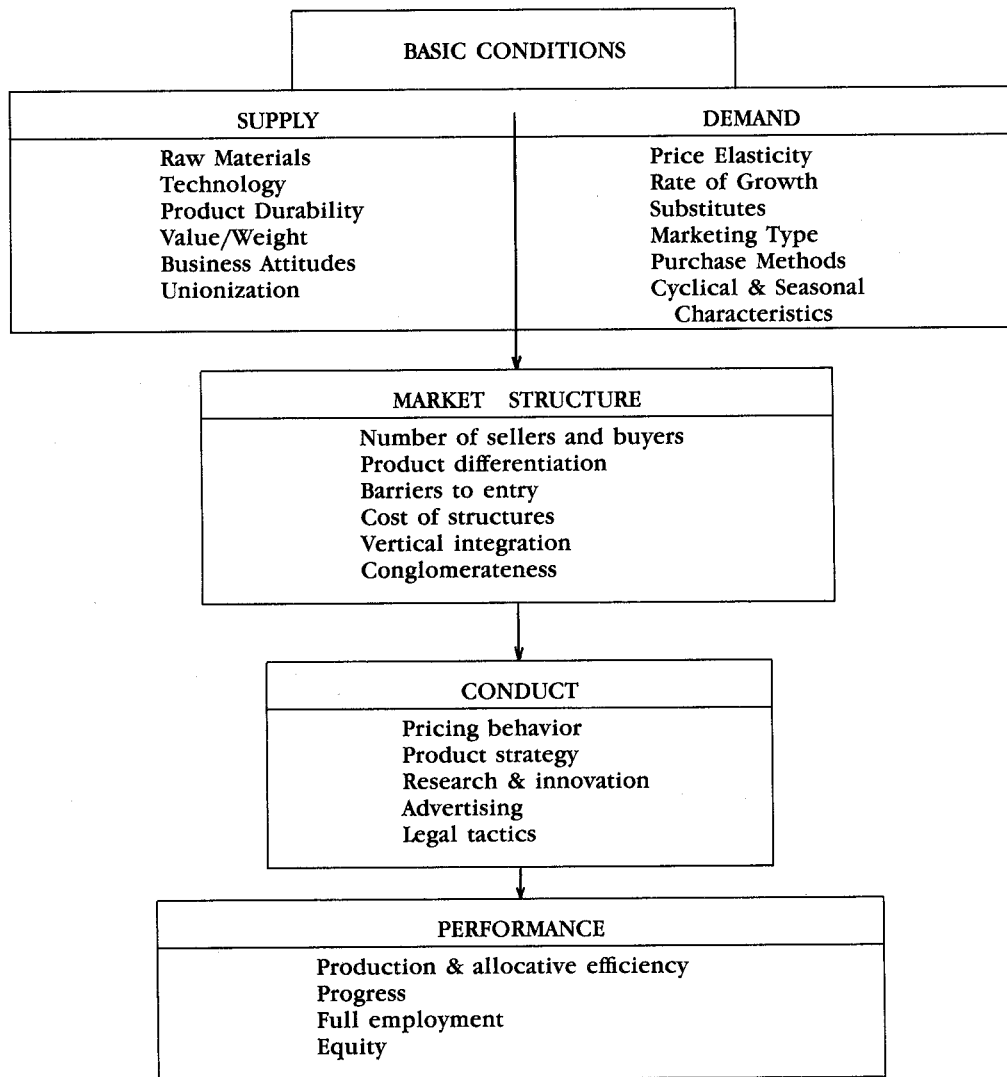 BASIC CONDITIONS
SUPPLY
Raw Materials
Technology
Product Durability
Value/Weight
Business Attitudes
Unionization
DEMAND
Price Elasticity
Rate of Growth
Substitutes
Marketing Type
Purchase Methods
Cyclical & Seasonal
Characteristics
MARKET STRUCTURE
Number of sellers and buyers
Product differentiation
Barriers to entry
Cost of structures
Vertical integration
Conglomerateness
CONDUCT
Pricing behavior
Product strategy
Research & innovation
Advertising
Legal tactics
PERFORMANCE
Production & allocative efficiency
Progress
Full employment
Equity